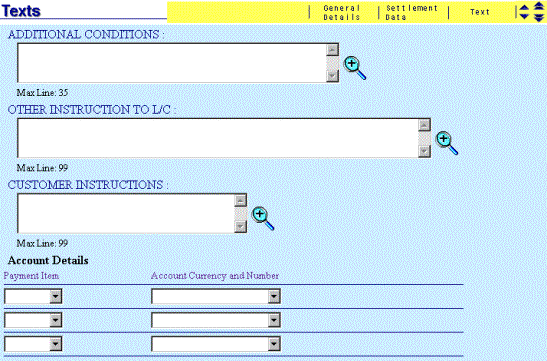 Texts
General Details
Settlement Data
Text
ADDITIONAL CONDITIONS :
Max Line: 35
OTHER INSTRUCTION TO L/C :
Max Line: 99
CUSTOMER INSTRUCTIONS :
Max Line: 99
Account Details
Payment Item Account Currency and Number